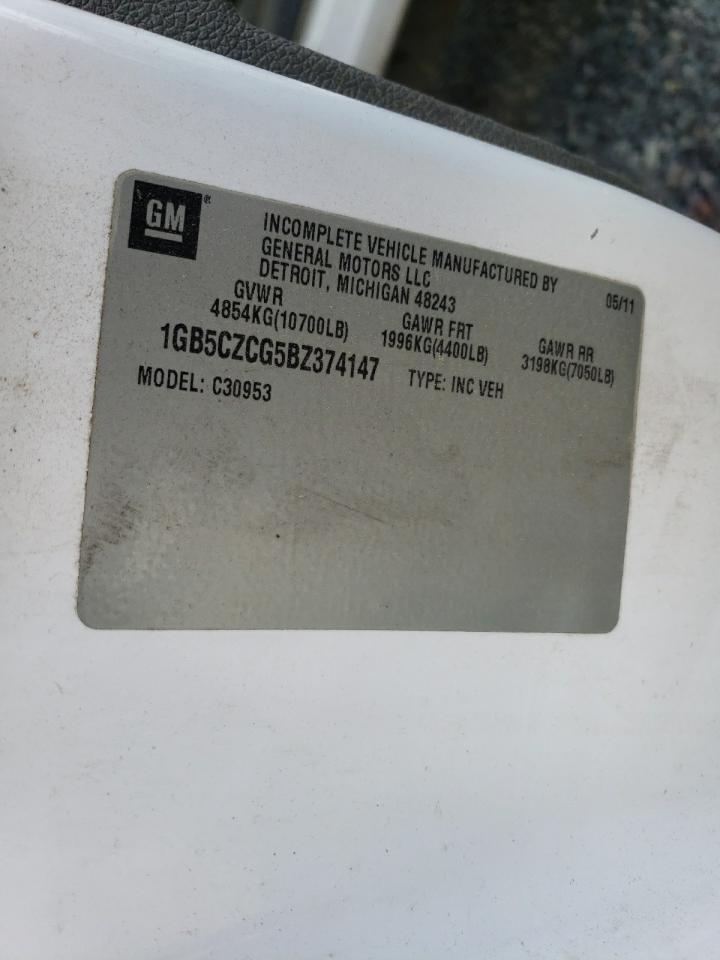 GM ®
INCOMPLETE VEHICLE MANUFACTURED BY
GENERAL MOTORS LLC
DETROIT, MICHIGAN 48243
05/11
GVWR GAWR FRT GAWR RR
4854KG(10700LB) 1996KG(4400LB) 3198KG(7050LB)
1GB5CZCG5BZ374147 TYPE: INC VEH
MODEL: C30953